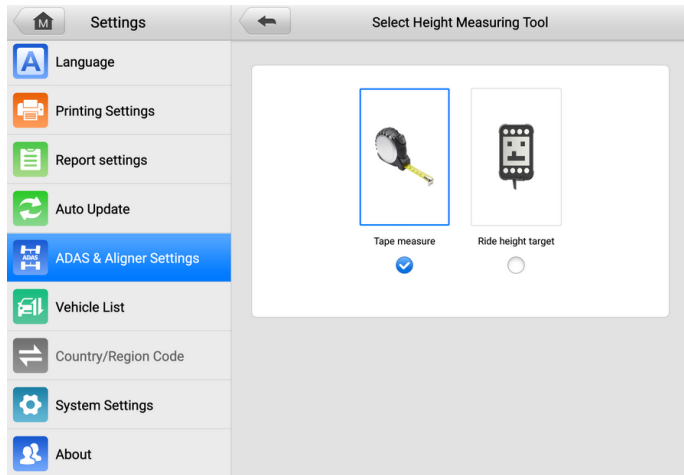 M
Settings
Select Height Measuring Tool
A
Language
Printing Settings
Report settings
Auto Update
ADAS
ADAS & Aligner Settings
Vehicle List
Country/Region Code
System Settings
About
Tape measure
Ride height target